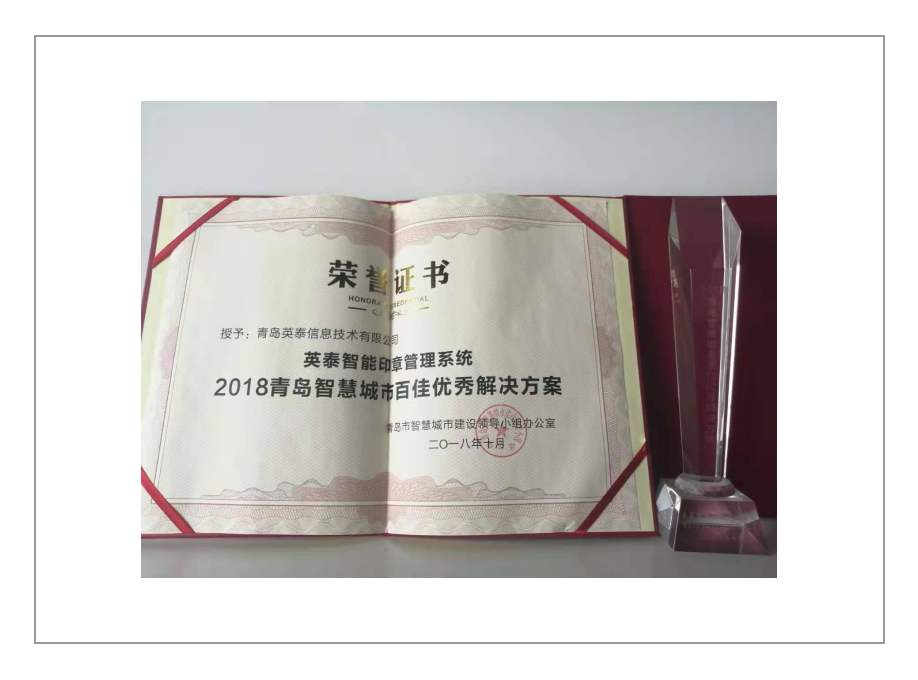 荣誉证书
HONORARY CREDENTIAL
授予：青岛英泰信息技术有限公司
英泰智能印章管理系统
2018青岛智慧城市百佳优秀解决方案
青岛市智慧城市建设领导小组办公室
二〇一八年十月